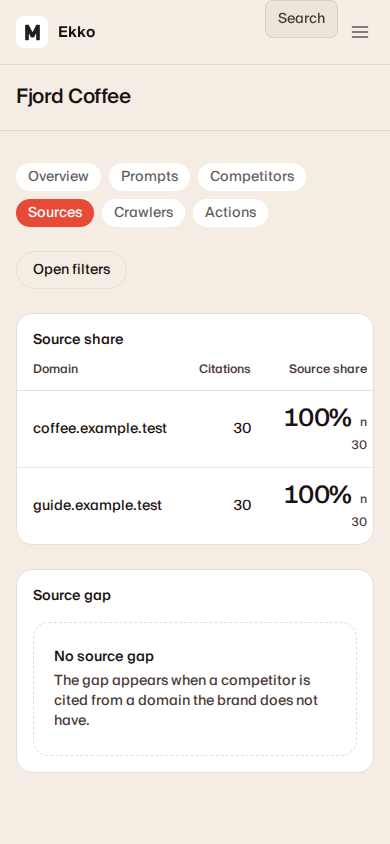 M Ekko
Search
Fjord Coffee
Overview Prompts Competitors
Sources Crawlers Actions
Open filters
Source share
Domain Citations Source share
coffee.example.test 30 100% n
30
guide.example.test 30 100% n
30
Source gap
No source gap
The gap appears when a competitor is
cited from a domain the brand does not
have.